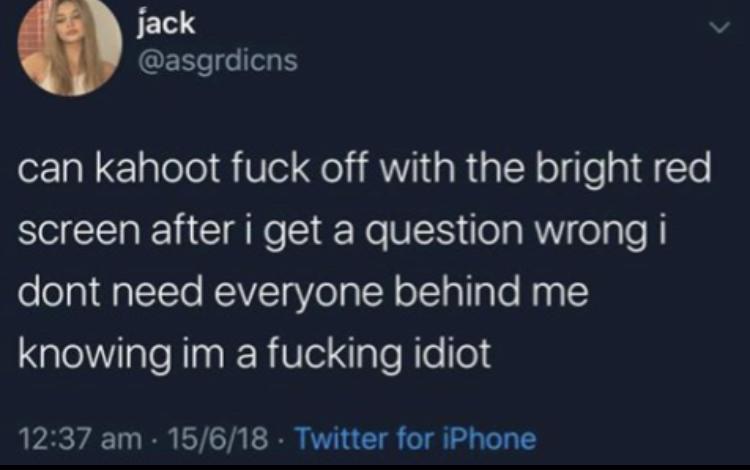 jack
@asgrdicns
can kahoot fuck off with the bright red
screen after i get a question wrong i
dont need everyone behind me
knowing im a fucking idiot
12:37 am · 15/6/18 · Twitter for iPhone